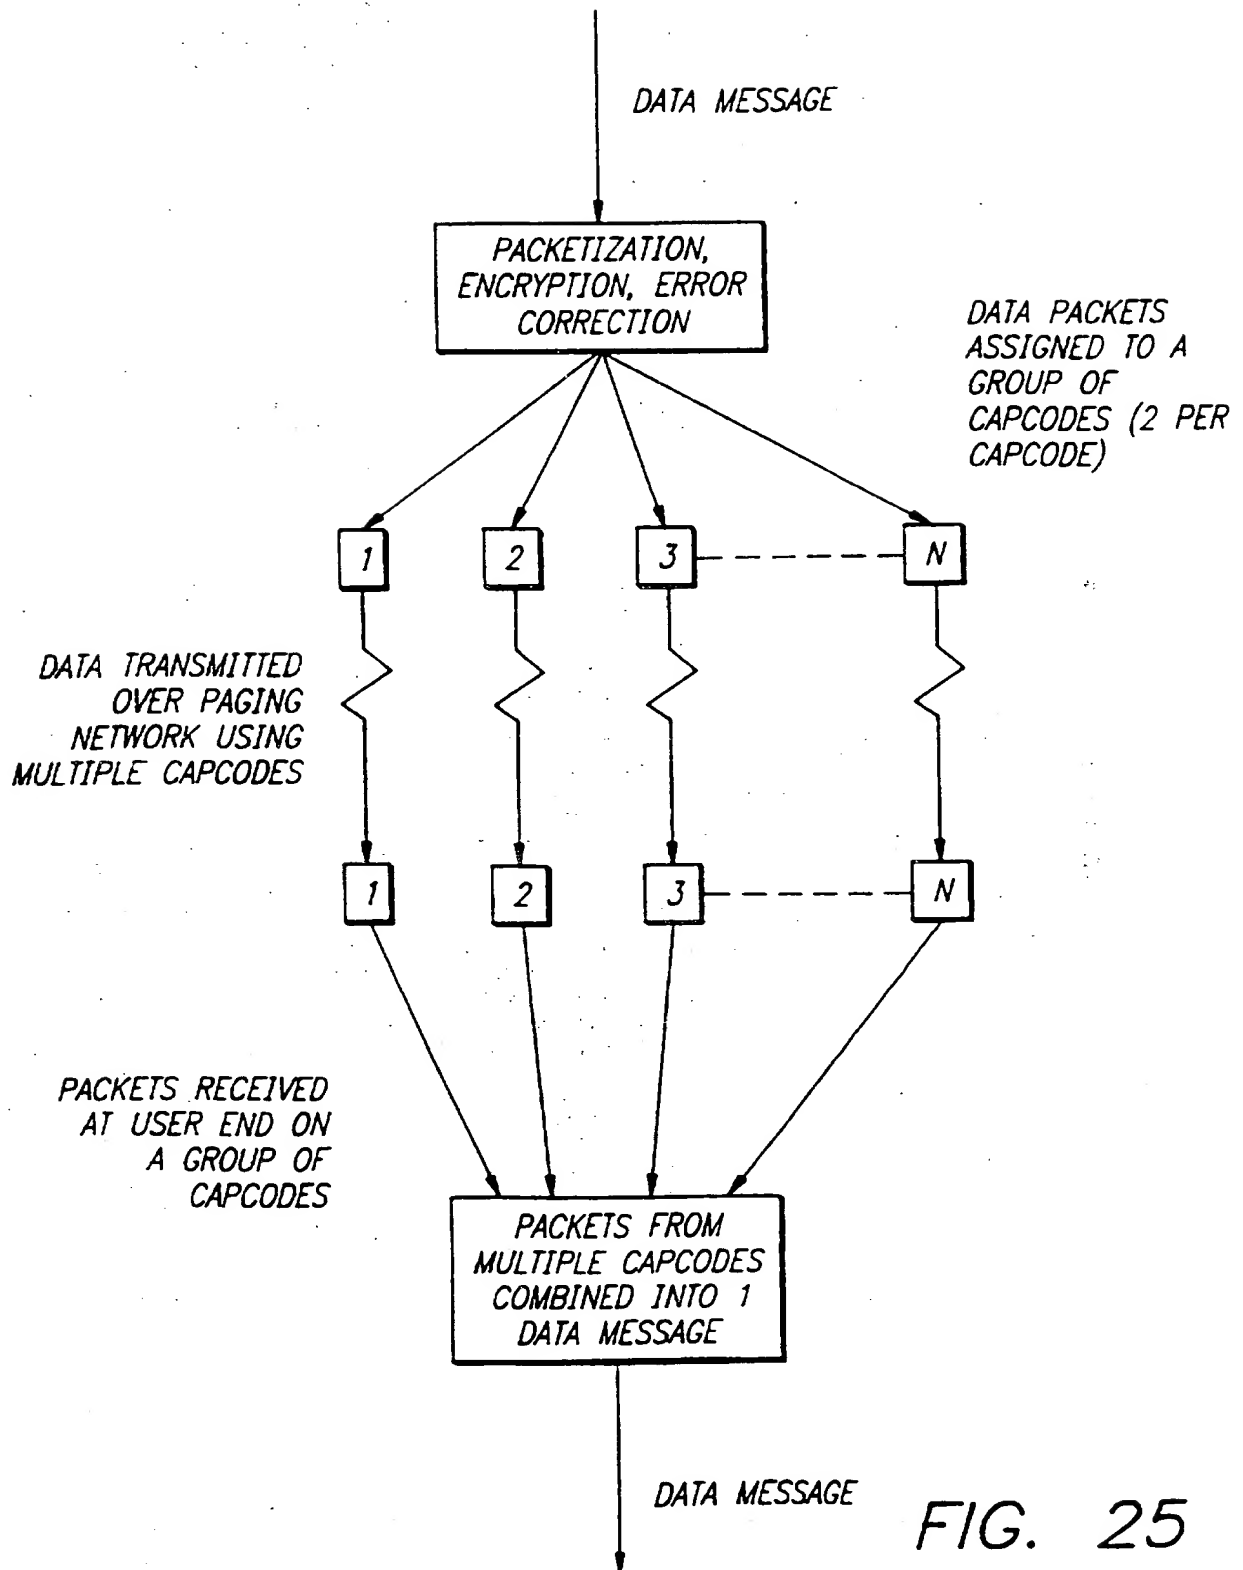 DATA MESSAGE
PACKETIZATION,
ENCRYPTION, ERROR
CORRECTION
DATA PACKETS
ASSIGNED TO A
GROUP OF
CAPCODES (2 PER
CAPCODE)
1
2
3
N
DATA TRANSMITTED
OVER PAGING
NETWORK USING
MULTIPLE CAPCODES
1
2
3
N
PACKETS RECEIVED
AT USER END ON
A GROUP OF
CAPCODES
PACKETS FROM
MULTIPLE CAPCODES
COMBINED INTO 1
DATA MESSAGE
DATA MESSAGE
FIG. 25